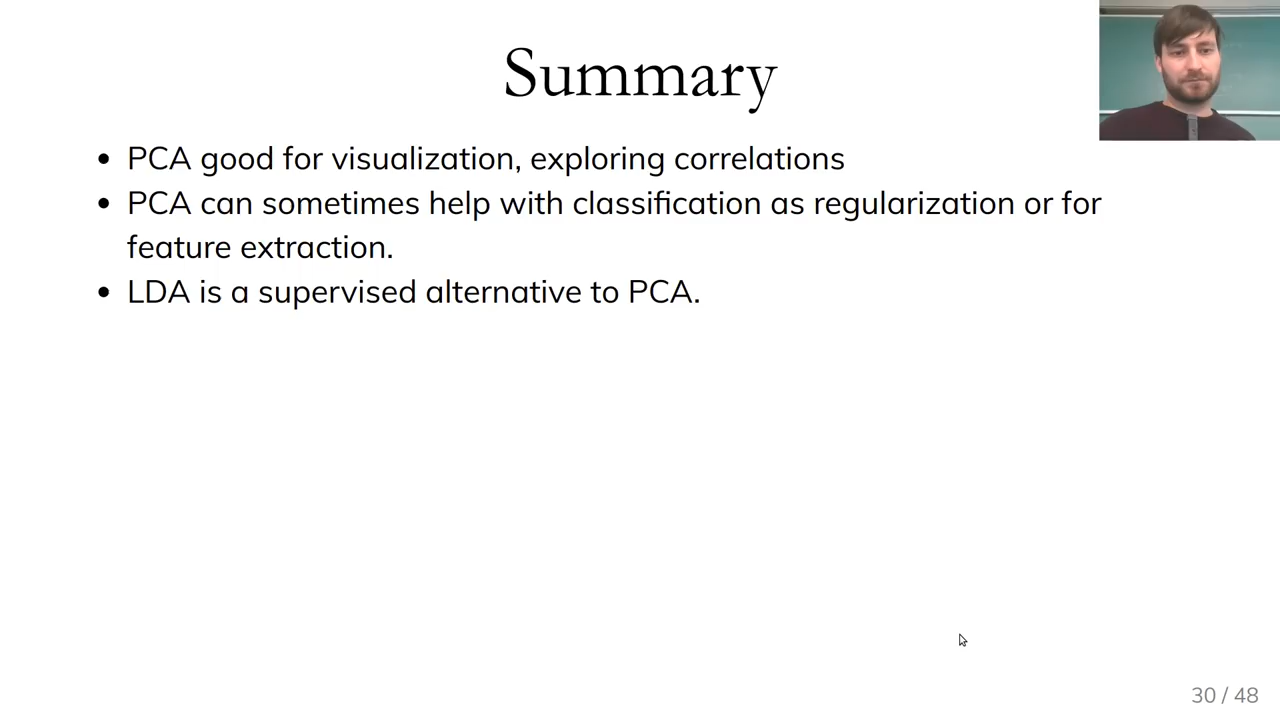 Summary
• PCA good for visualization, exploring correlations
• PCA can sometimes help with classification as regularization or for
feature extraction.
• LDA is a supervised alternative to PCA.
30 / 48